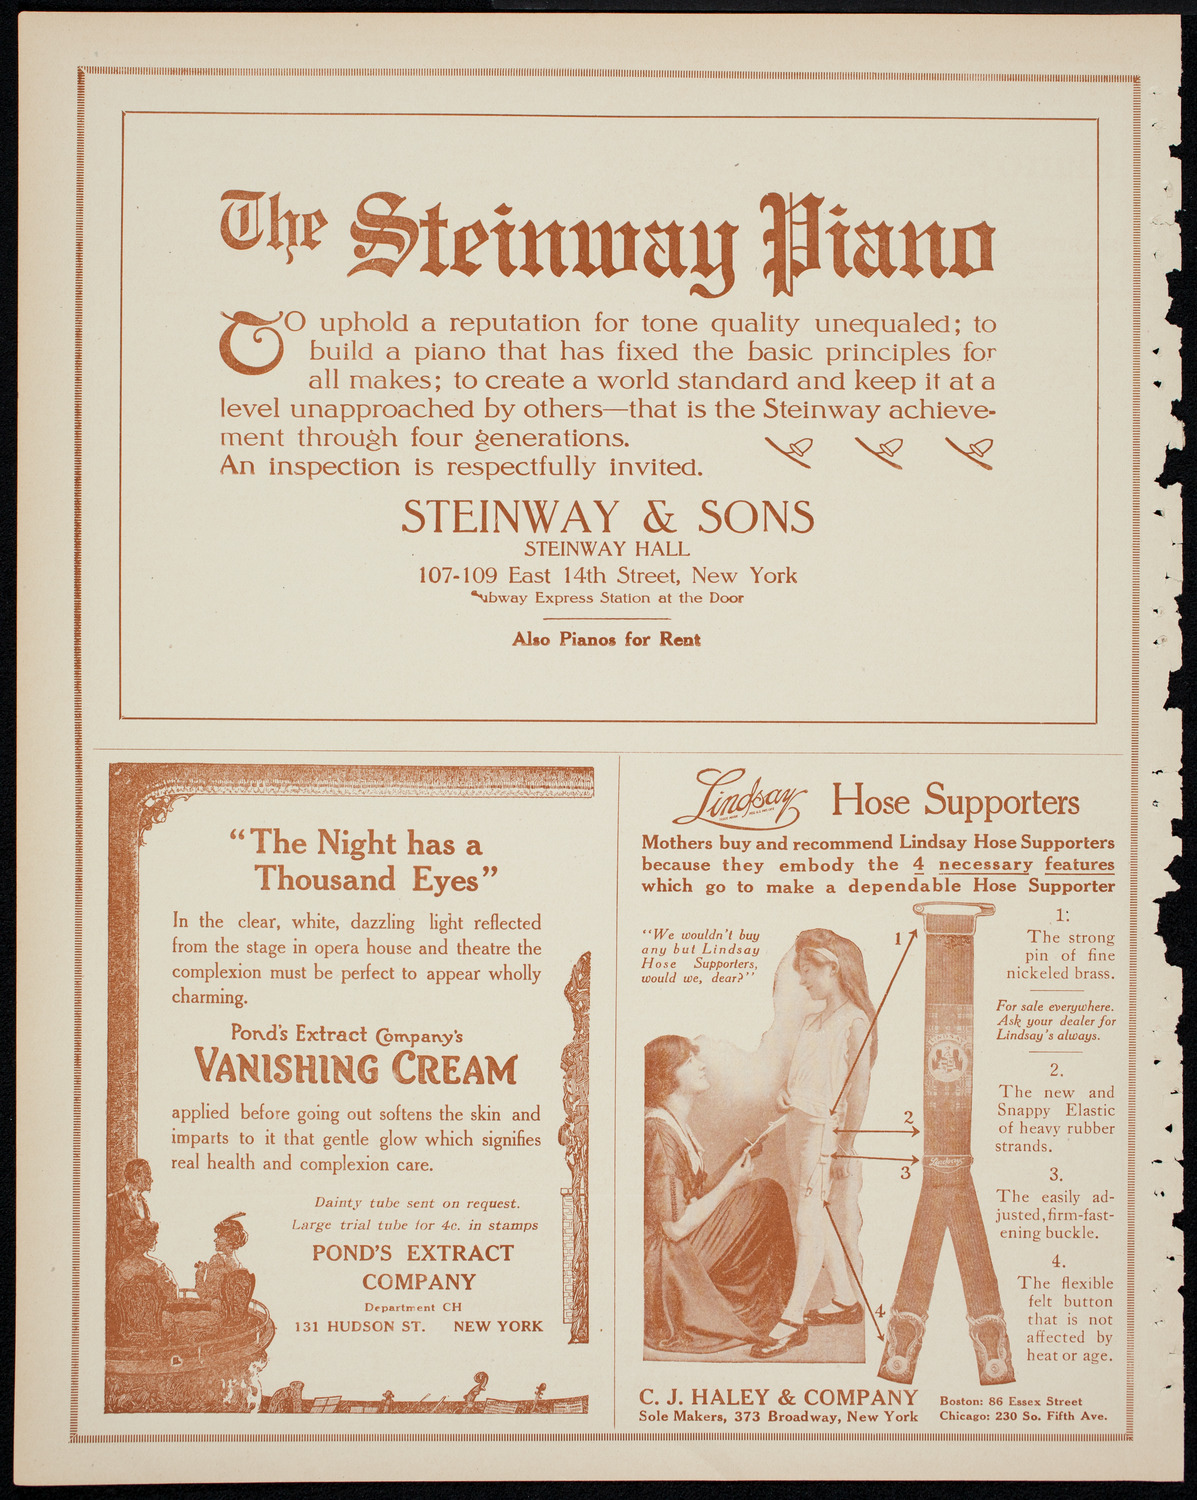 The Steinway Piano
TO uphold a reputation for tone quality unequaled; to
build a piano that has fixed the basic principles for
all makes; to create a world standard and keep it at a
level unapproached by others—that is the Steinway achieve-
ment through four generations.
An inspection is respectfully invited.
STEINWAY & SONS
STEINWAY HALL
107-109 East 14th Street, New York
ubway Express Station at the Door
Also Pianos for Rent
"The Night has a
Thousand Eyes"
In the clear, white, dazzling light reflected
from the stage in opera house and theatre the
complexion must be perfect to appear wholly
charming.
Pond's Extract Company's
VANISHING CREAM
applied before going out softens the skin and
imparts to it that gentle glow which signifies
real health and complexion care.
Dainty tube sent on request.
Large trial tube for 4c. in stamps
POND'S EXTRACT
COMPANY
Department CH
131 HUDSON ST. NEW YORK
Lindsay Hose Supporters
Mothers buy and recommend Lindsay Hose Supporters
because they embody the 4 necessary features
which go to make a dependable Hose Supporter
"We wouldn't buy
any but Lindsay
Hose Supporters,
would we, dear?"
1
2
3
4
Lindsay
1:
The strong
pin of fine
nickeled brass.
For sale everywhere.
Ask your dealer for
Lindsay's always.
2.
The new and
Snappy Elastic
of heavy rubber
strands.
3.
The easily ad-
justed, firm-fast-
ening buckle.
4.
The flexible
felt button
that is not
affected by
heat or age.
C. J. HALEY & COMPANY
Sole Makers, 373 Broadway, New York
Boston: 86 Essex Street
Chicago: 230 So. Fifth Ave.